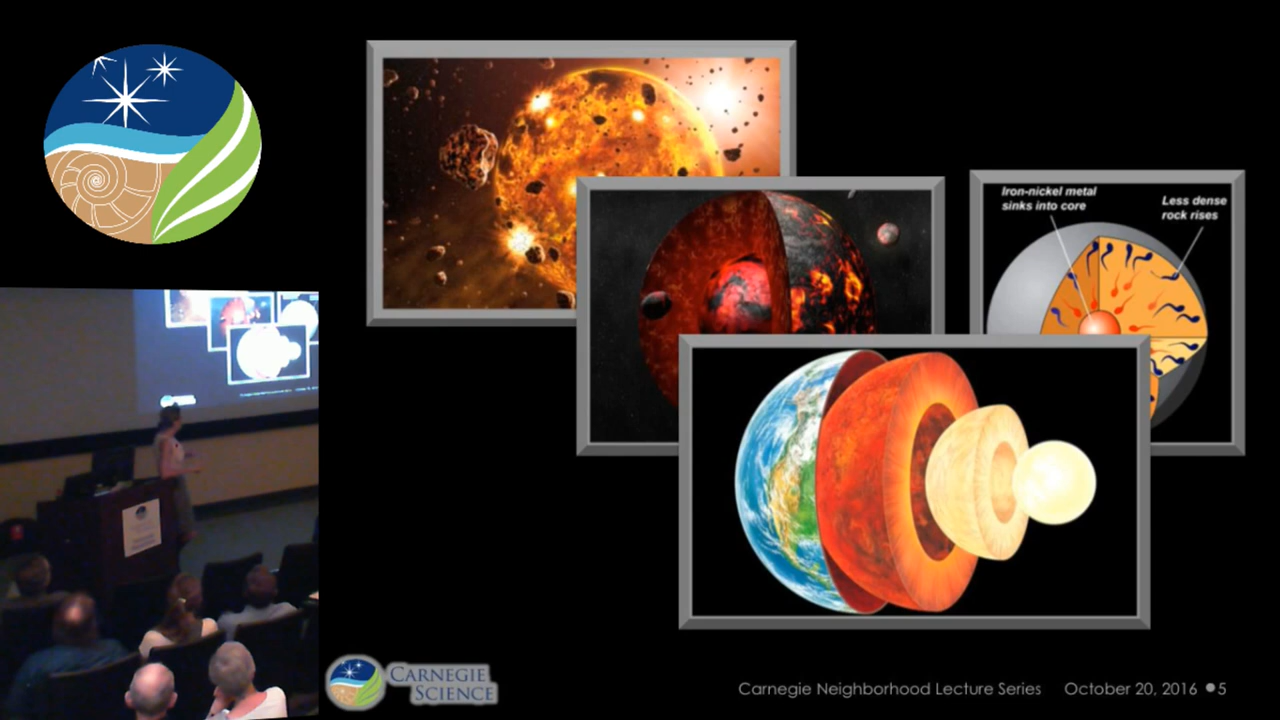 Iron-nickel metal
sinks into core
Less dense
rock rises
CARNEGIE
SCIENCE
Carnegie Neighborhood Lecture Series October 20, 2016 •5